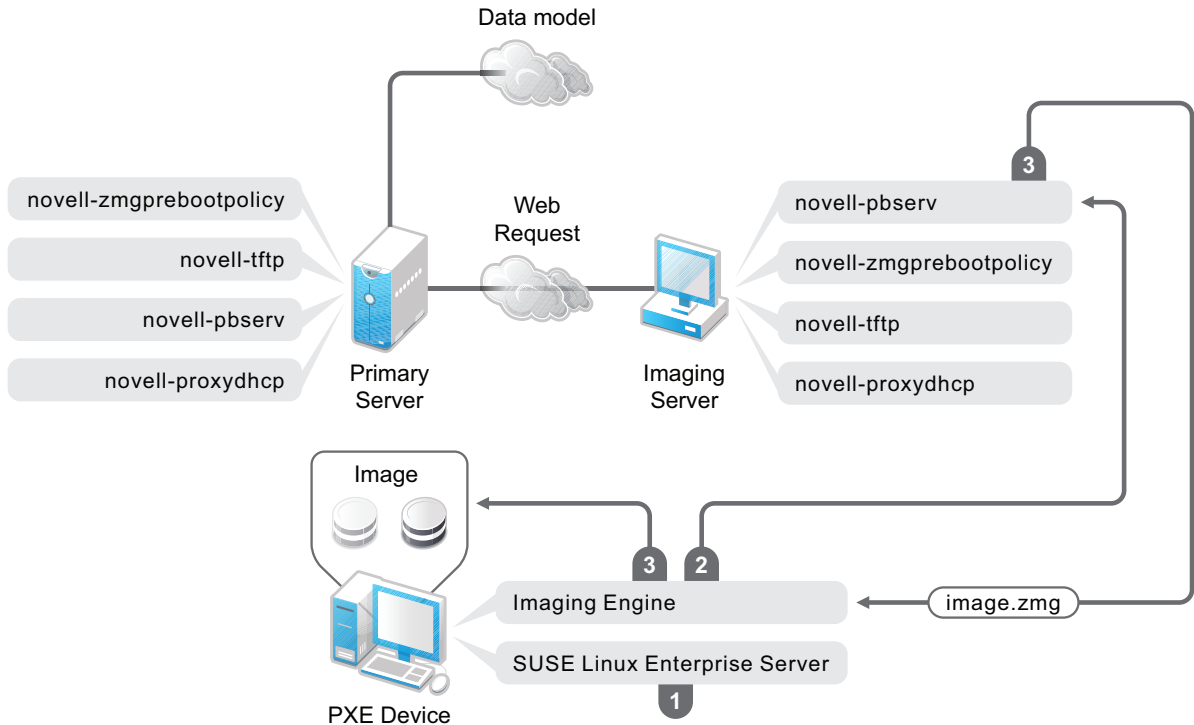 Data model
3
novell-zmgprebootpolicy
novell-tftp
novell-pbserv
novell-proxydhcp
Primary
Server
Web
Request
Imaging
Server
novell-pbserv
novell-zmgprebootpolicy
novell-tftp
novell-proxydhcp
Image
3
2
Imaging Engine
image.zmg
SUSE Linux Enterprise Server
1
PXE Device